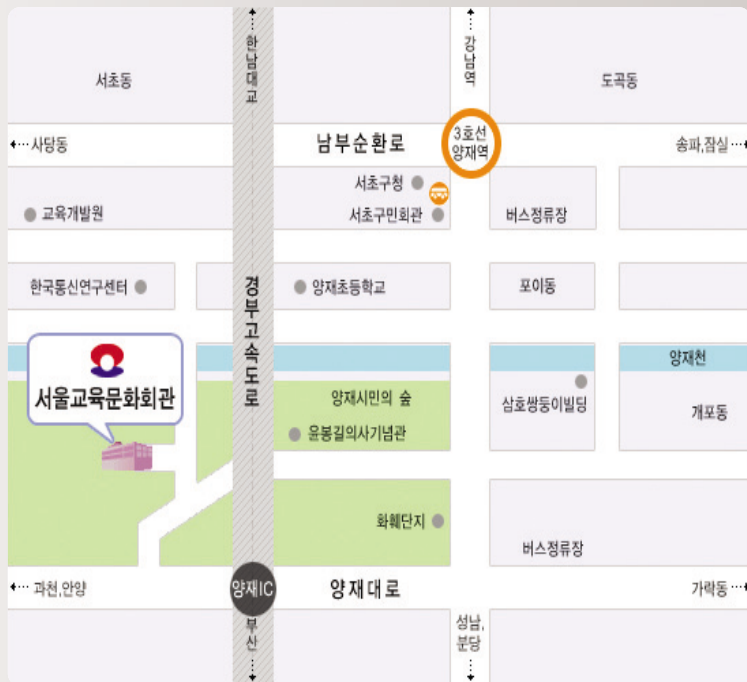 한남대교
강남역
서초동
도곡동
사당동
남부순환로
3호선
양재역
송파,잠실
서초구청
교육개발원
서초구민회관
버스정류장
한국통신연구센터
양재초등학교
포이동
경부고속도로
양재천
서울교육문화회관
양재시민의 숲
삼호쌍둥이빌딩
개포동
윤봉길의사기념관
화훼단지
버스정류장
과천,안양
양재IC
양재대로
가락동
부산
성남,
분당